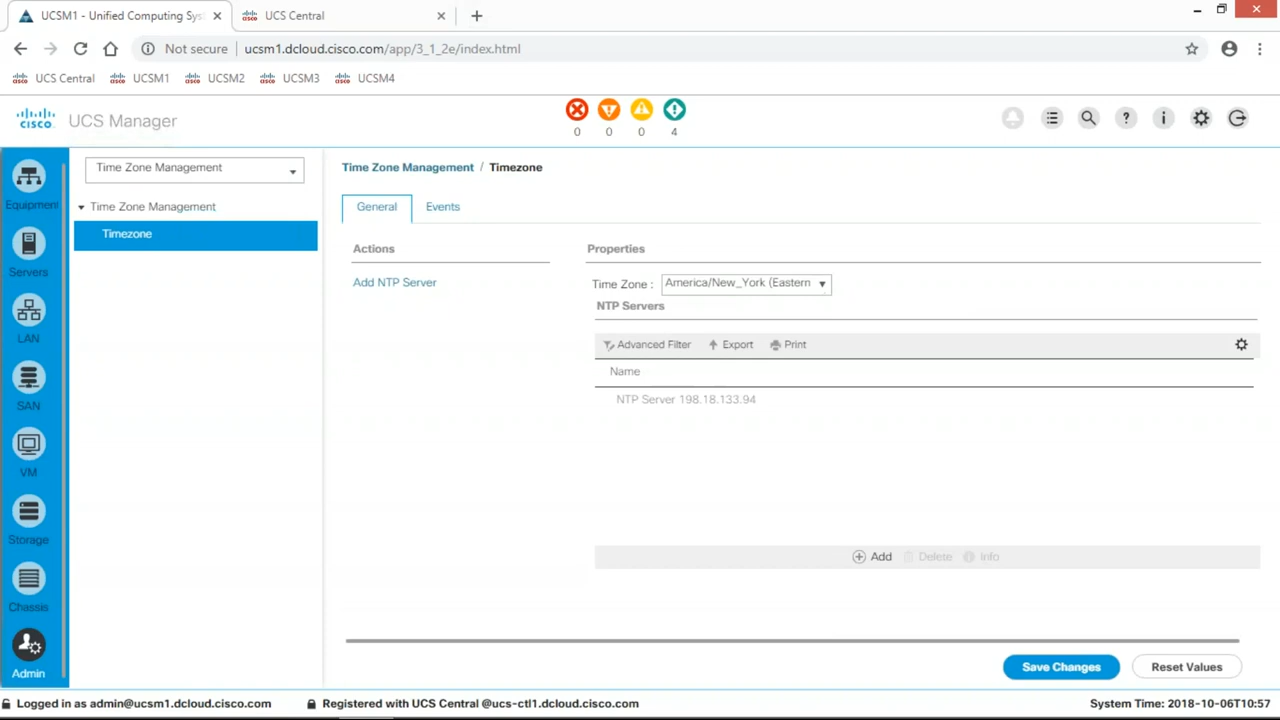 UCSM1 - Unified Computing Sys
UCS Central
Not secure ucsm1.dcloud.cisco.com/app/3_1_2e/index.html
UCS Central UCSM1 UCSM2 UCSM3 UCSM4
CISCO UCS Manager
0 0 0 4
Equipment
Servers
LAN
SAN
VM
Storage
Chassis
Admin
Time Zone Management
Time Zone Management
Timezone
Time Zone Management / Timezone
General Events
Actions
Add NTP Server
Properties
Time Zone : America/New_York (Eastern
NTP Servers
Advanced Filter Export Print
Name
NTP Server 198.18.133.94
Add Delete Info
Save Changes Reset Values
Logged in as admin@ucsm1.dcloud.cisco.com Registered with UCS Central @ucs-ctl1.dcloud.cisco.com System Time: 2018-10-06T10:57